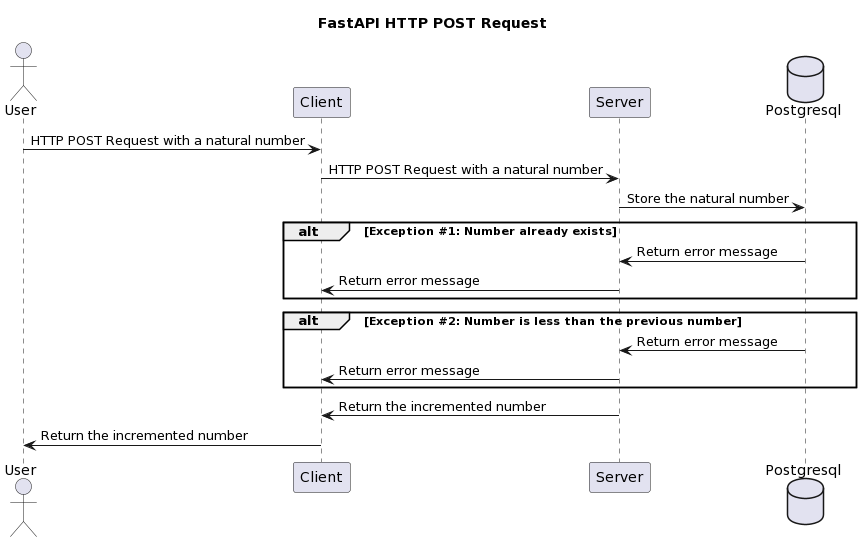 FastAPI HTTP POST Request
User
Client
Server
Postgresql
HTTP POST Request with a natural number
HTTP POST Request with a natural number
Store the natural number
alt [Exception #1: Number already exists]
Return error message
Return error message
alt [Exception #2: Number is less than the previous number]
Return error message
Return error message
Return the incremented number
Return the incremented number
User
Client
Server
Postgresql